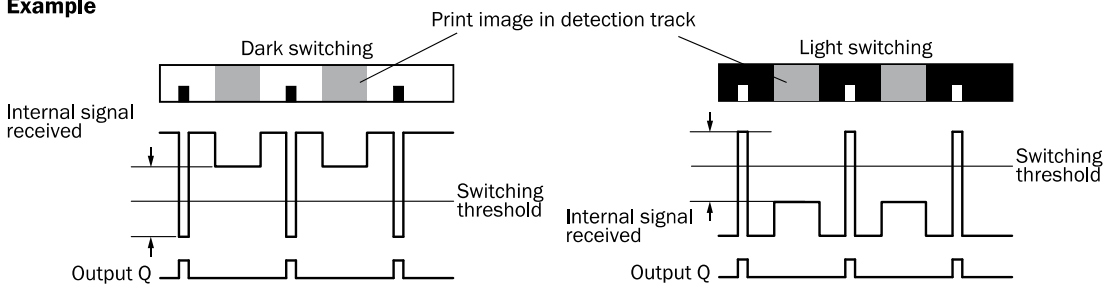 Example
Print image in detection track
Dark switching
Light switching
Internal signal
received
Switching
threshold
Output Q
Switching
threshold
Internal signal
received
Output Q